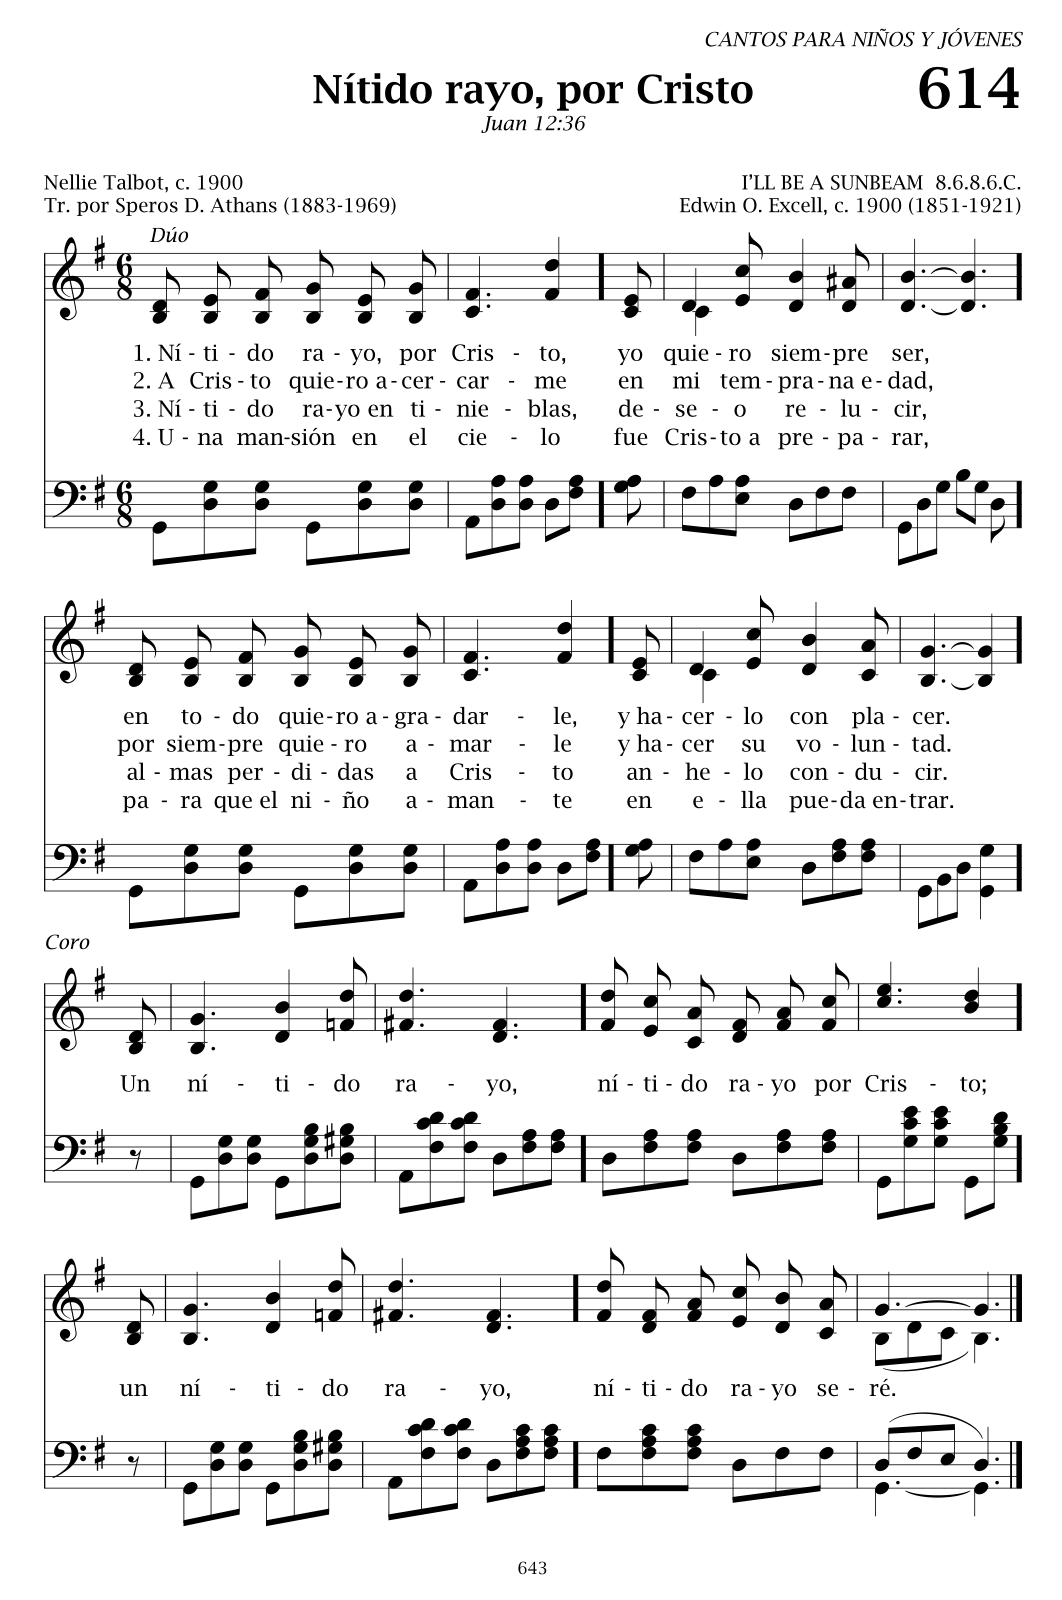 CANTOS PARA NIÑOS Y JÓVENES
Nítido rayo, por Cristo 614
Juan 12:36
Nellie Talbot, c. 1900 I’LL BE A SUNBEAM 8.6.8.6.C.
Tr. por Speros D. Athans (1883-1969) Edwin O. Excell, c. 1900 (1851-1921)
Dúo
6 8
1. Ní - ti - do ra - yo, por Cris - to, yo quie - ro siem - pre ser,
2. A Cris - to quie - ro a - cer - car - me en mi tem - pra - na e - dad,
3. Ní - ti - do ra - yo en ti - nie - blas, de - se - o re - lu - cir,
4. U - na man - sión en el cie - lo fue Cris - to a pre - pa - rar,
6 8
en to - do quie - ro a - gra - dar - le, y ha - cer - lo con pla - cer.
por siem - pre quie - ro a - mar - le y ha - cer su vo - lun - tad.
al - mas per - di - das a Cris - to an - he - lo con - du - cir.
pa - ra que el ni - ño a - man - te en e - lla pue - da en - trar.
Coro
Un ní - ti - do ra - yo, ní - ti - do ra - yo por Cris - to;
un ní - ti - do ra - yo, ní - ti - do ra - yo se - ré.
643